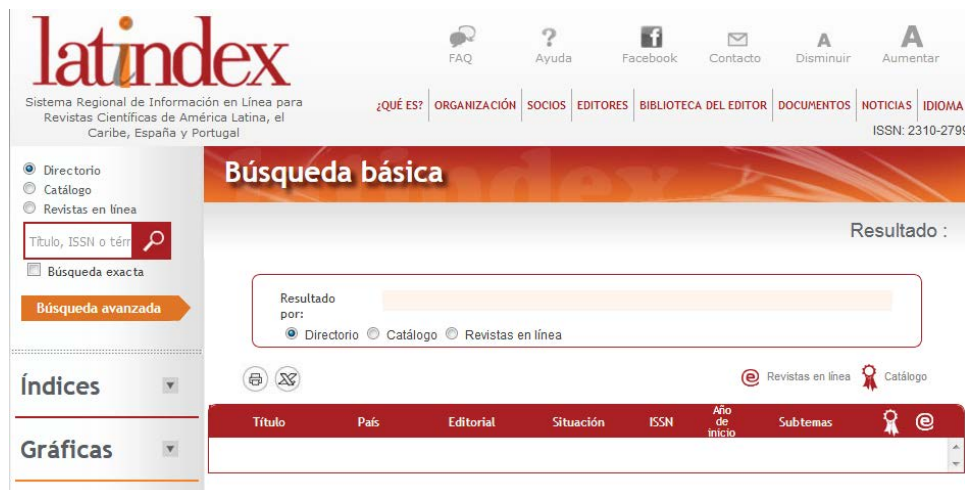 latindex
Sistema Regional de Información en Línea para
Revistas Científicas de América Latina, el
Caribe, España y Portugal
FAQ
Ayuda
Facebook
Contacto
A
Disminuir
A
Aumentar
¿QUÉ ES?
ORGANIZACIÓN
SOCIOS
EDITORES
BIBLIOTECA DEL EDITOR
DOCUMENTOS
NOTICIAS
IDIOMA
ISSN: 2310-2799
Directorio
Catálogo
Revistas en línea
Título, ISSN o térm
Búsqueda exacta
Búsqueda avanzada
Índices
Gráficas
Búsqueda básica
Resultado :
Resultado
por:
Directorio
Catálogo
Revistas en línea
Revistas en línea
Catálogo
Título
País
Editorial
Situación
ISSN
Año
de
inicio
Subtemas